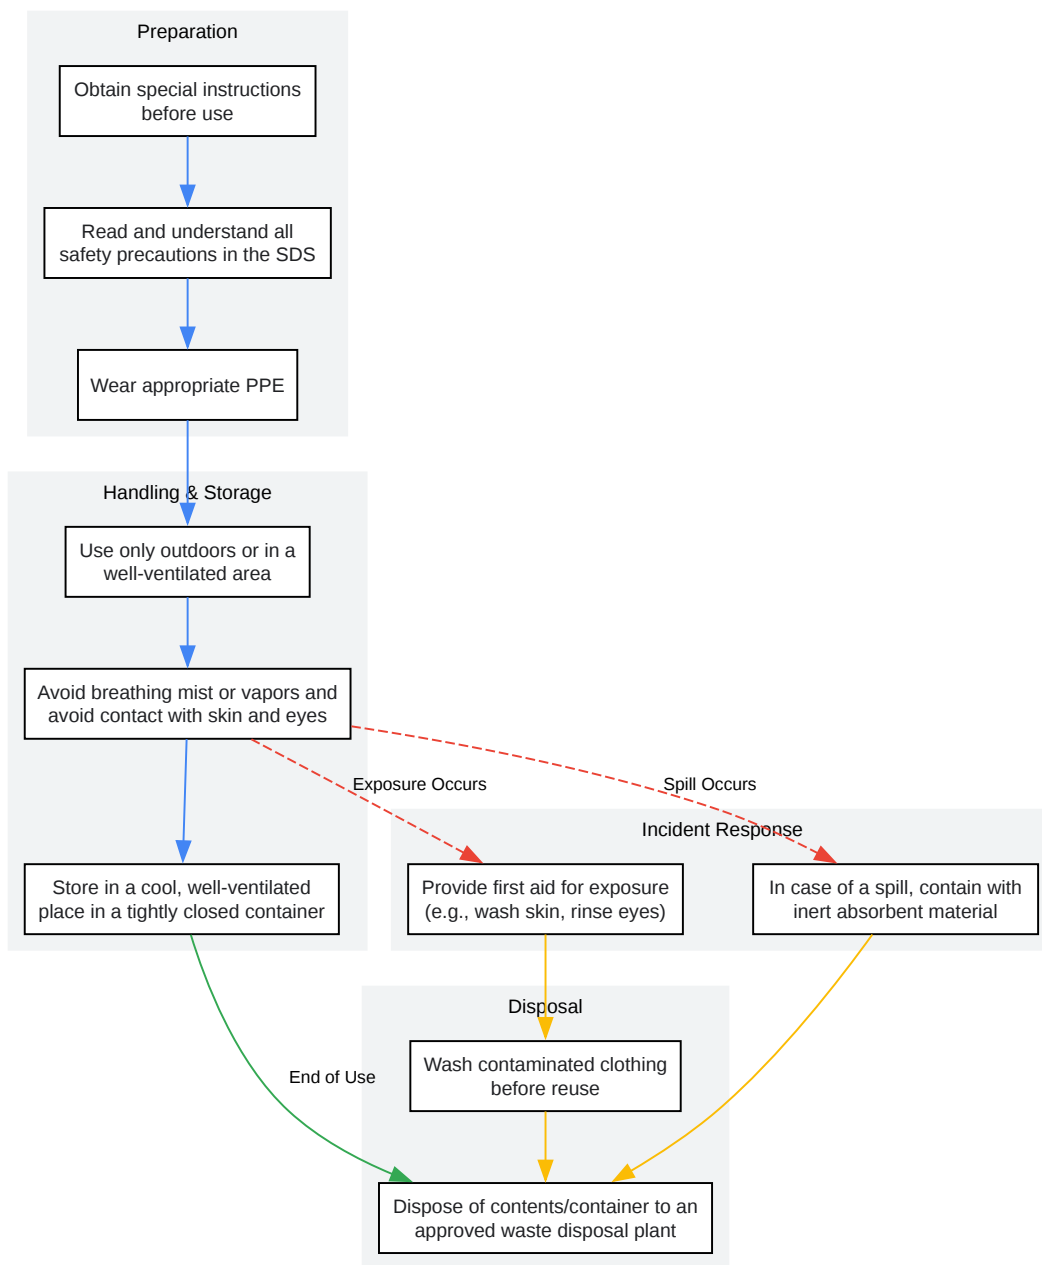 Preparation
Obtain special instructions
before use
Read and understand all
safety precautions in the SDS
Wear appropriate PPE
Handling & Storage
Use only outdoors or in a
well-ventilated area
Avoid breathing mist or vapors and
avoid contact with skin and eyes
Exposure Occurs
Spill Occurs
Incident Response
Store in a cool, well-ventilated
place in a tightly closed container
Provide first aid for exposure
(e.g., wash skin, rinse eyes)
In case of a spill, contain with
inert absorbent material
Disposal
Wash contaminated clothing
before reuse
End of Use
Dispose of contents/container to an
approved waste disposal plant